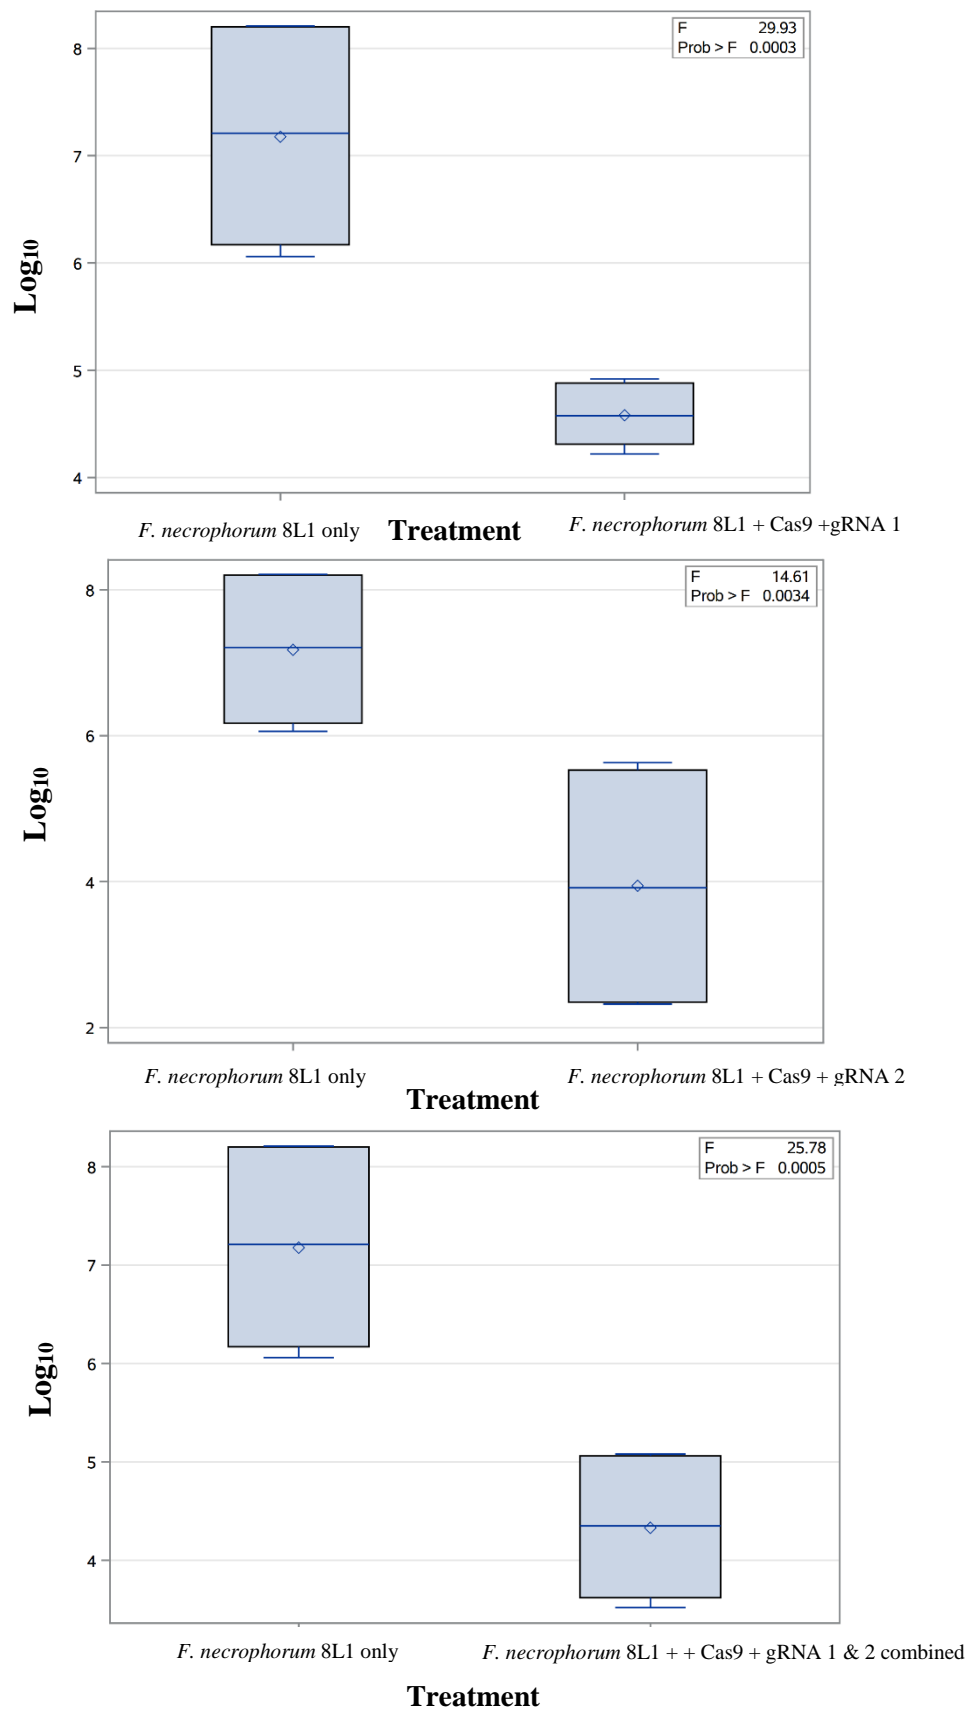 F 29.93
Prob > F 0.0003
8
7
6
5
4
Log10
F. necrophorum 8L1 only
Treatment
F. necrophorum 8L1 + Cas9 +gRNA 1
F 14.61
Prob > F 0.0034
8
6
4
2
Log10
F. necrophorum 8L1 only
F. necrophorum 8L1 + Cas9 + gRNA 2
Treatment
F 25.78
Prob > F 0.0005
8
7
6
5
4
Log10
F. necrophorum 8L1 only
F. necrophorum 8L1 + + Cas9 + gRNA 1 & 2 combined
Treatment